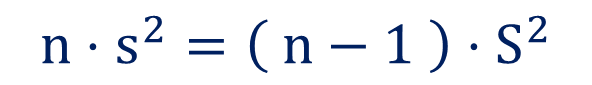 n · s² = ( n − 1 ) · S²